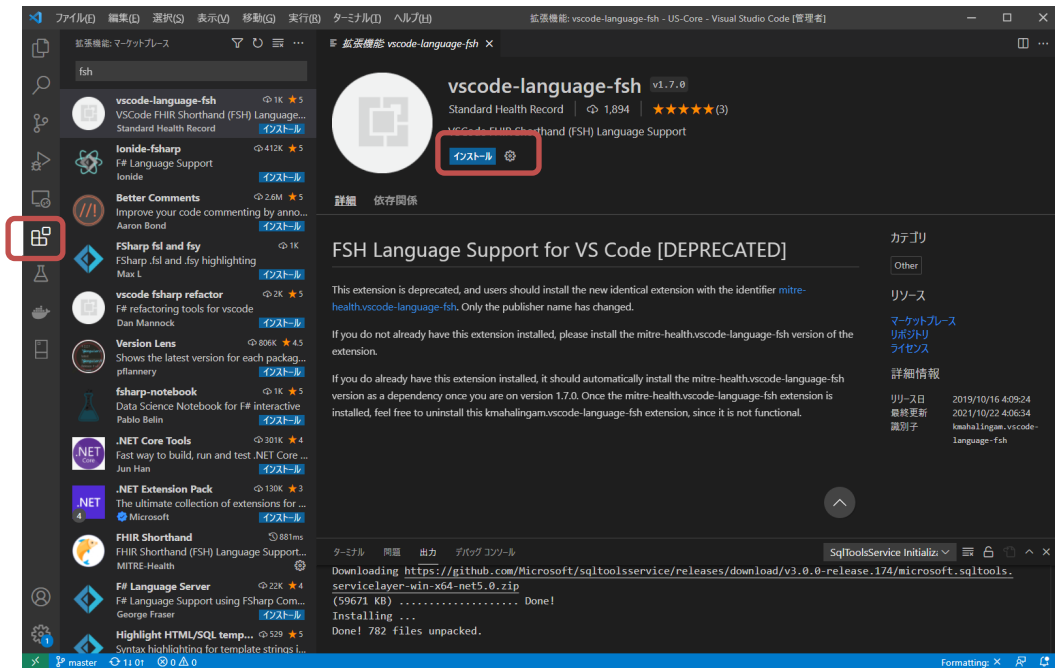 ファイル(F) 編集(E) 選択(S) 表示(V) 移動(G) 実行(R) ターミナル(T) ヘルプ(H) 拡張機能: vscode-language-fsh - US-Core - Visual Studio Code [管理者]
拡張機能: マーケットプレース
fsh
vscode-language-fsh 1K ★5
VSCode FHIR Shorthand (FSH) Language...
Standard Health Record インストール
Ionide-fsharp 412K ★5
F# Language Support
Ionide インストール
Better Comments 2.6M ★5
Improve your code commenting by anno...
Aaron Bond インストール
FSharp fsl and fsy 1K
FSharp .fsl and .fsy highlighting
Max L インストール
vscode fsharp refactor 2K ★5
F# refactoring tools for vscode
Dan Mannock インストール
Version Lens 806K ★4.5
Shows the latest version for each packag...
pflannery インストール
fsharp-notebook 1K ★5
Data Science Notebook for F# interactive
Pablo Belin インストール
.NET Core Tools 301K ★4
Fast way to build, run and test .NET Core ...
Jun Han インストール
.NET Extension Pack 130K ★3
The ultimate collection of extensions for ...
4 Microsoft インストール
FHIR Shorthand 881ms
FHIR Shorthand (FSH) Language Support...
MITRE-Health
F# Language Server 22K ★4
F# Language Support using FSharp Com...
George Fraser インストール
Highlight HTML/SQL temp... 529 ★5
Syntax highlighting for template strings i...
拡張機能: vscode-language-fsh ×
vscode-language-fsh v1.7.0
Standard Health Record 1,894 ★★★★★(3)
VSCode FHIR Shorthand (FSH) Language Support
インストール
詳細 依存関係
FSH Language Support for VS Code [DEPRECATED]
This extension is deprecated, and users should install the new identical extension with the identifier mitre-
health.vscode-language-fsh. Only the publisher name has changed.
If you do not already have this extension installed, please install the mitre-health.vscode-language-fsh version of the
extension.
If you do already have this extension installed, it should automatically install the mitre-health.vscode-language-fsh
version as a dependency once you are on version 1.7.0. Once the mitre-health.vscode-language-fsh extension is
installed, feel free to uninstall this kmahalingam.vscode-language-fsh extension, since it is not functional.
カテゴリ
Other
リソース
マーケットプレース
リポジトリ
ライセンス
詳細情報
リリース日 2019/10/16 4:09:24
最終更新 2021/10/22 4:06:34
識別子 kmahalingam.vscode-
language-fsh
ターミナル 問題 出力 デバッグ コンソール SqlToolsService Initializ
Downloading https://github.com/Microsoft/sqltoolsservice/releases/download/v3.0.0-release.174/microsoft.sqltools.
servicelayer-win-x64-net5.0.zip
(59671 KB) .................... Done!
Installing ...
Done! 782 files unpacked.
1
master 1↓ 0↑ 0 0 Formatting: ×